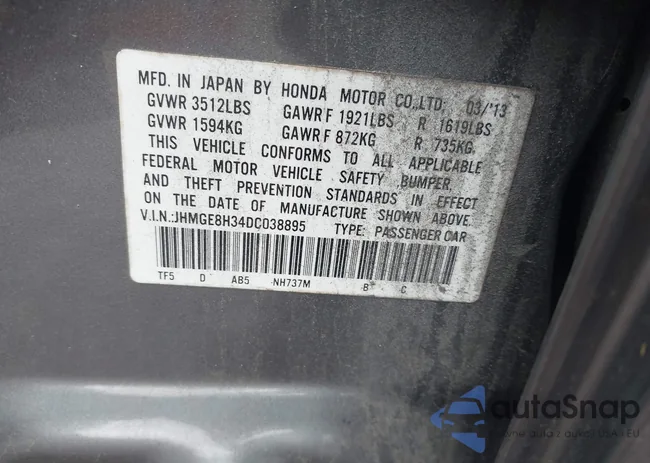 MFD. IN JAPAN BY HONDA MOTOR CO.,LTD. 03/'13
GVWR 3512LBS GAWR F 1921LBS R 1619LBS
GVWR 1594KG GAWR F 872KG R 735KG
THIS VEHICLE CONFORMS TO ALL APPLICABLE
FEDERAL MOTOR VEHICLE SAFETY BUMPER,
AND THEFT PREVENTION STANDARDS IN EFFECT
ON THE DATE OF MANUFACTURE SHOWN ABOVE.
V.I.N.:JHMGE8H34DC038895 TYPE: PASSENGER CAR
TF5 D AB5 NH737M B C
autaSnap